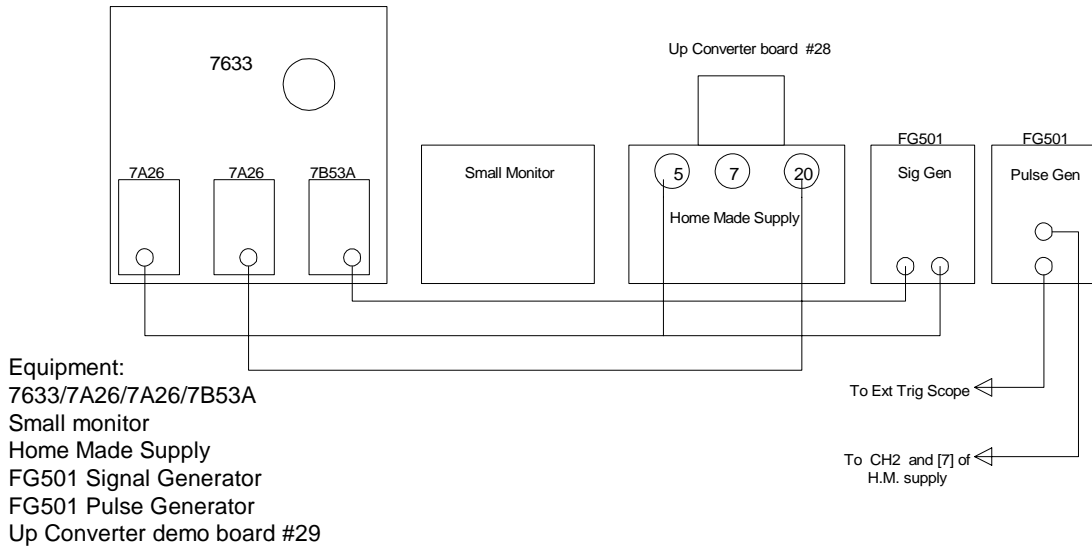 Up Converter board #28
7633
FG501
FG501
7A26
7A26
7B53A
Small Monitor
5
7
20
Sig Gen
Pulse Gen
Home Made Supply
Equipment:
7633/7A26/7A26/7B53A
Small monitor
Home Made Supply
FG501 Signal Generator
FG501 Pulse Generator
Up Converter demo board #29
To Ext Trig Scope
To CH2 and [7] of
H.M. supply